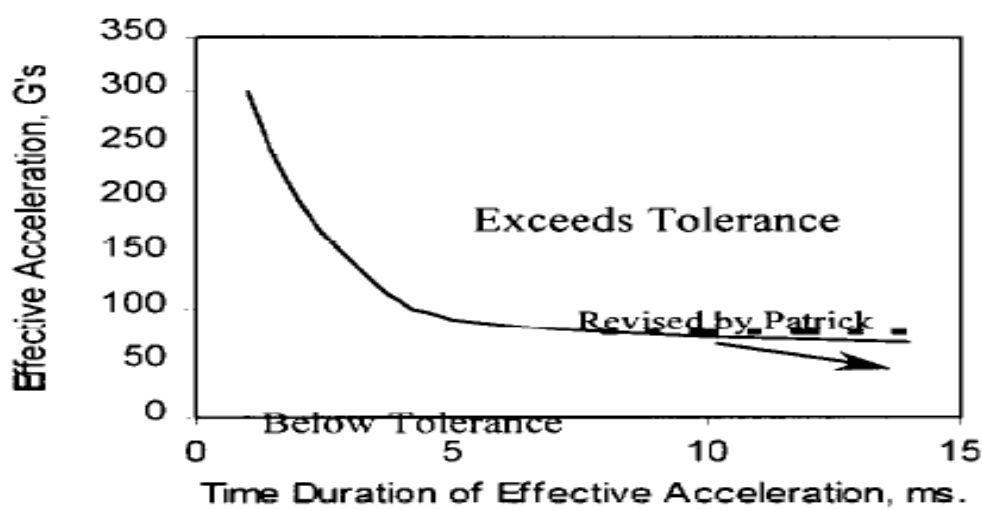 350
300
250
200
150
100
50
0
Effective Acceleration, G's
Exceeds Tolerance
Revised by Patrick
Below Tolerance
0 5 10 15
Time Duration of Effective Acceleration, ms.